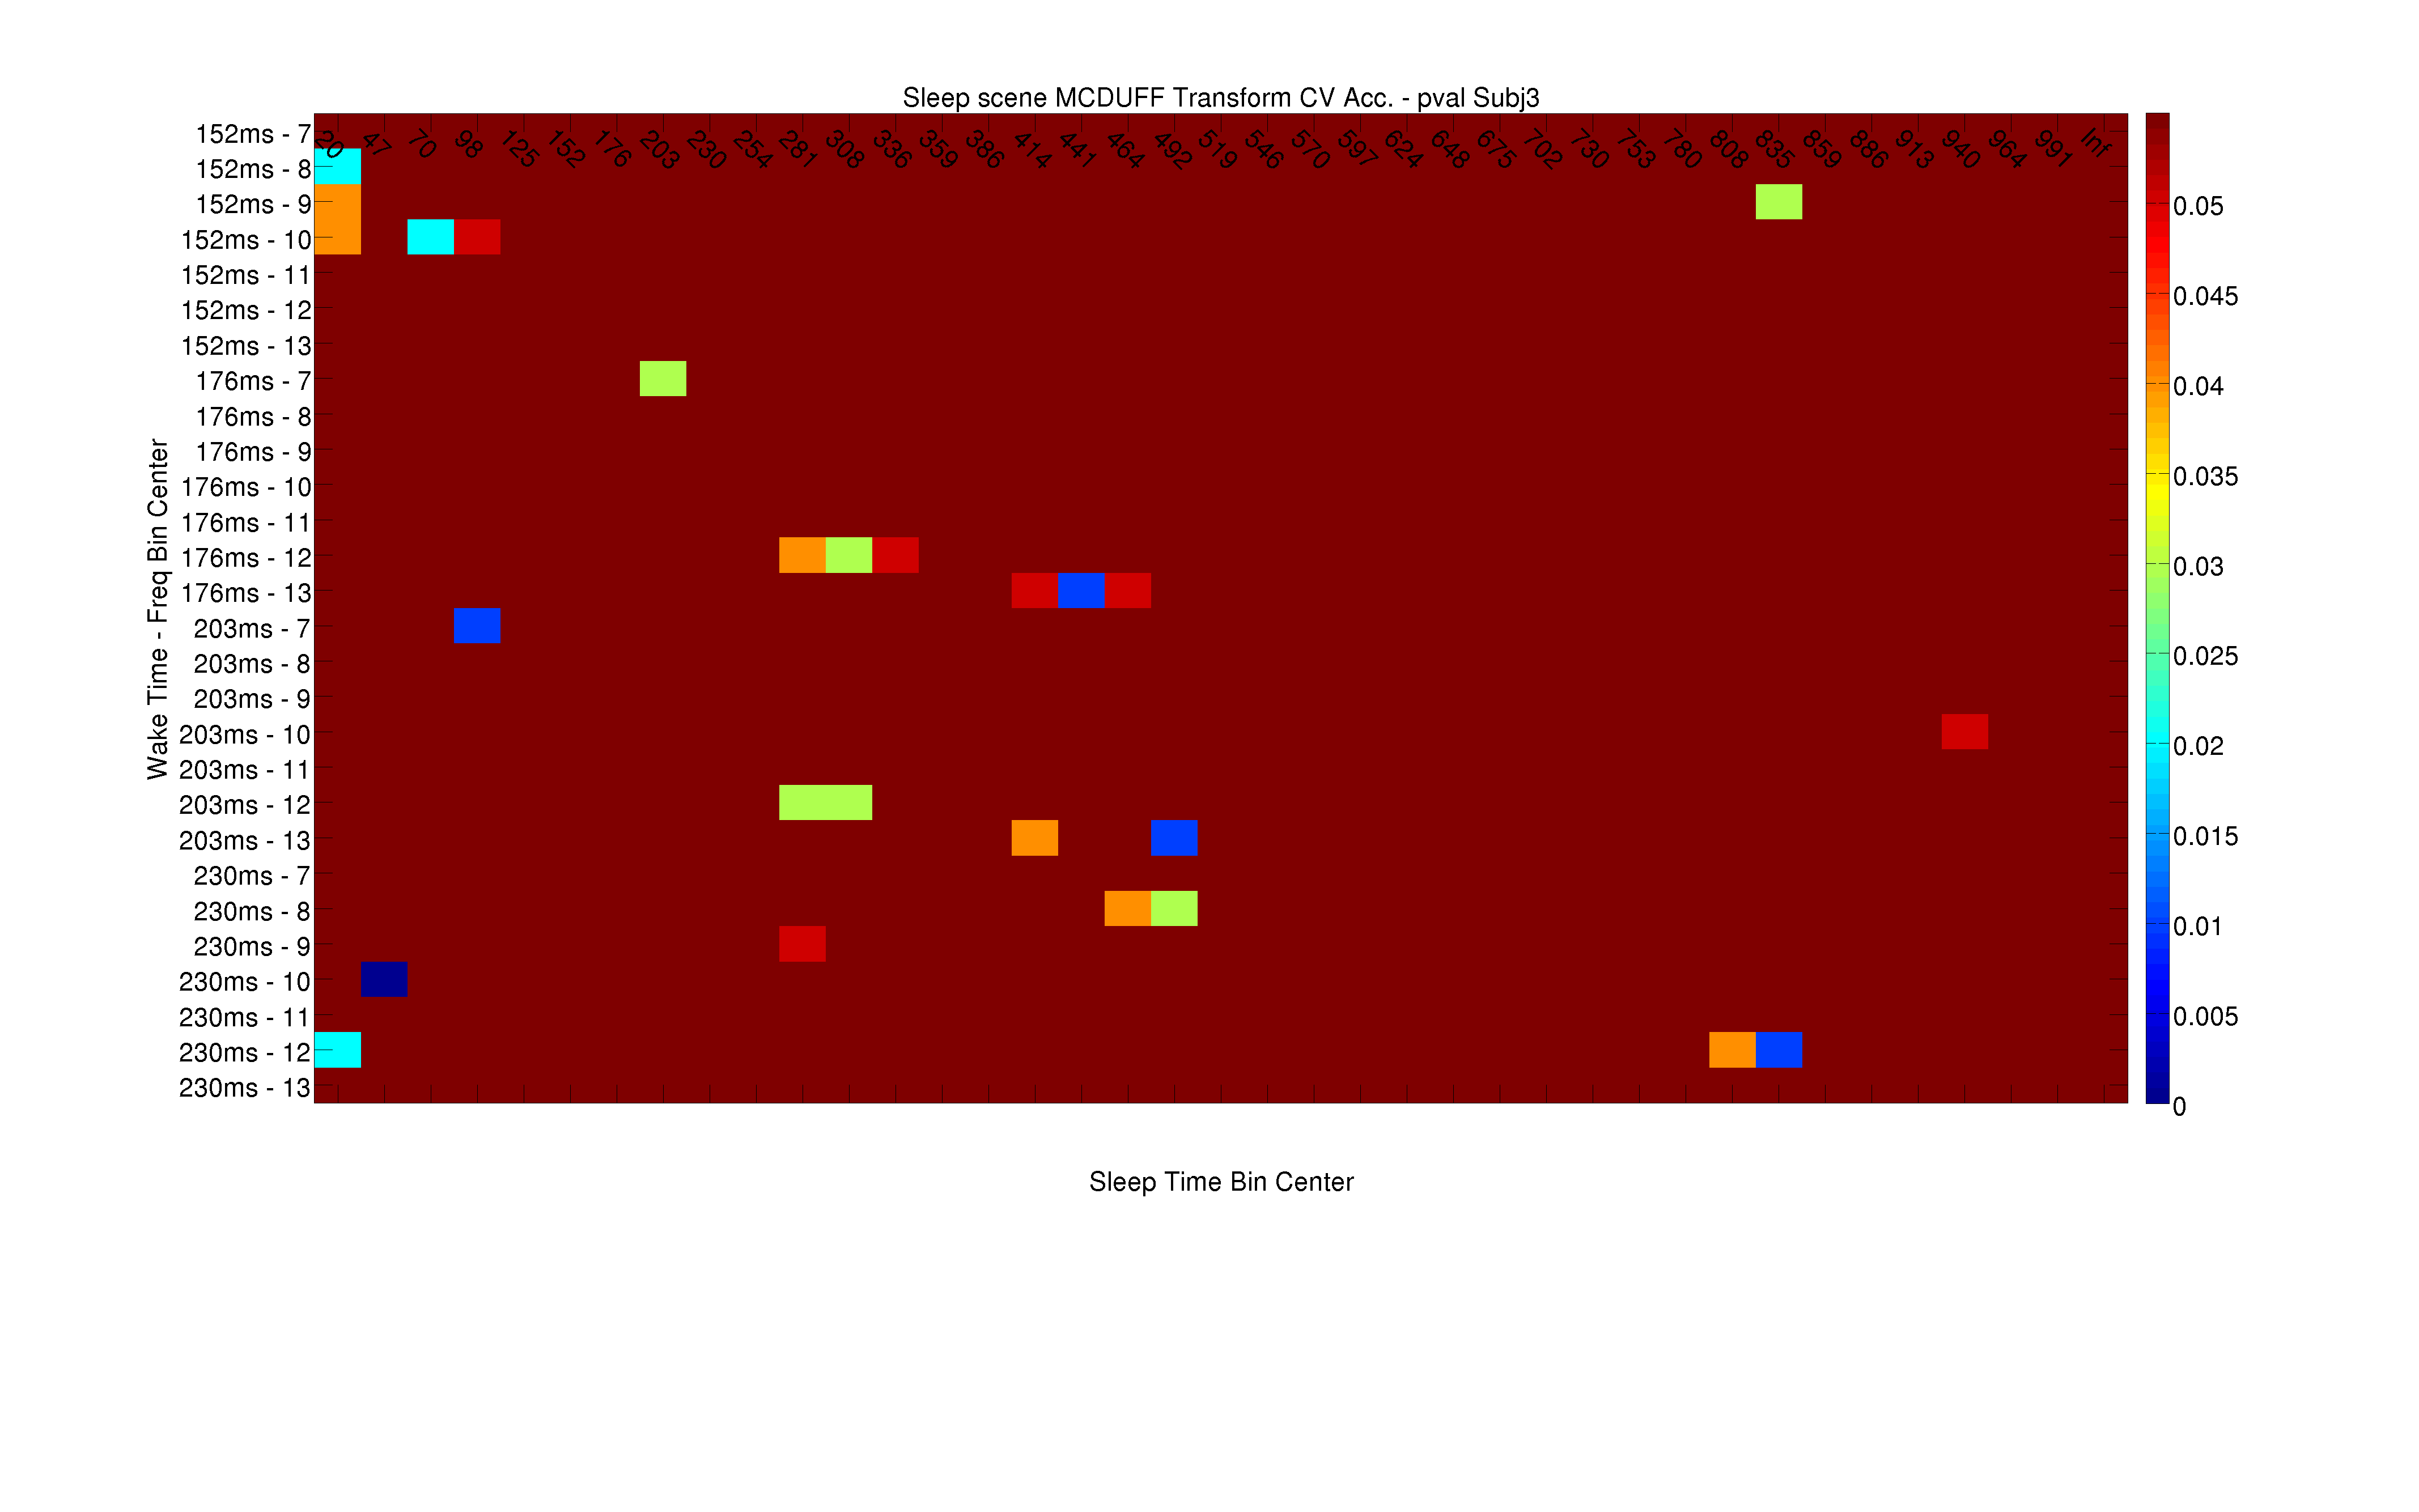 Sleep scene MCDUFF Transform CV Acc. - pval Subj3
20 47 70 98 125 152 176 203 230 254 281 308 336 359 386 414 441 464 492 519 546 570 597 624 648 675 702 730 753 780 808 835 859 886 913 940 964 991 Inf
Wake Time - Freq Bin Center
152ms - 7
152ms - 8
152ms - 9
152ms - 10
152ms - 11
152ms - 12
152ms - 13
176ms - 7
176ms - 8
176ms - 9
176ms - 10
176ms - 11
176ms - 12
176ms - 13
203ms - 7
203ms - 8
203ms - 9
203ms - 10
203ms - 11
203ms - 12
203ms - 13
230ms - 7
230ms - 8
230ms - 9
230ms - 10
230ms - 11
230ms - 12
230ms - 13
0.05
0.045
0.04
0.035
0.03
0.025
0.02
0.015
0.01
0.005
0
Sleep Time Bin Center